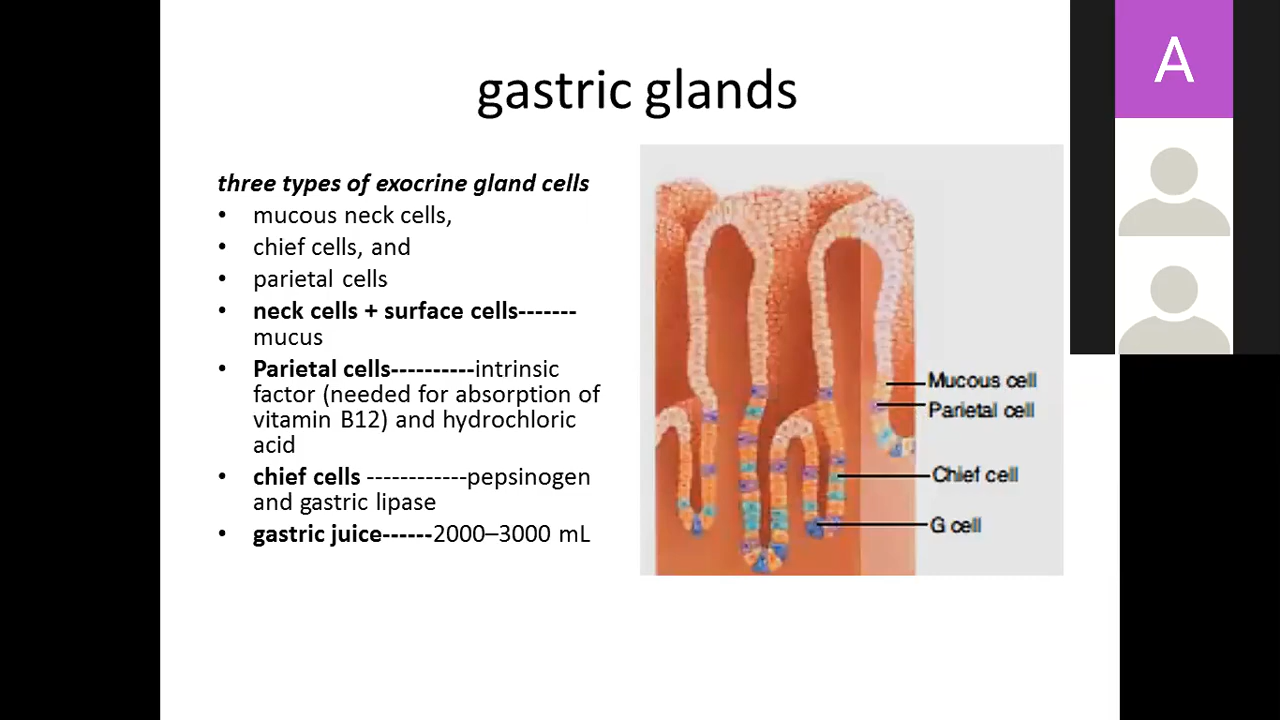 gastric glands
three types of exocrine gland cells
• mucous neck cells,
• chief cells, and
• parietal cells
• neck cells + surface cells-------
mucus
• Parietal cells----------intrinsic
factor (needed for absorption of
vitamin B12) and hydrochloric
acid
• chief cells ------------pepsinogen
and gastric lipase
• gastric juice------2000–3000 mL
Mucous cell
Parietal cell
Chief cell
G cell
A